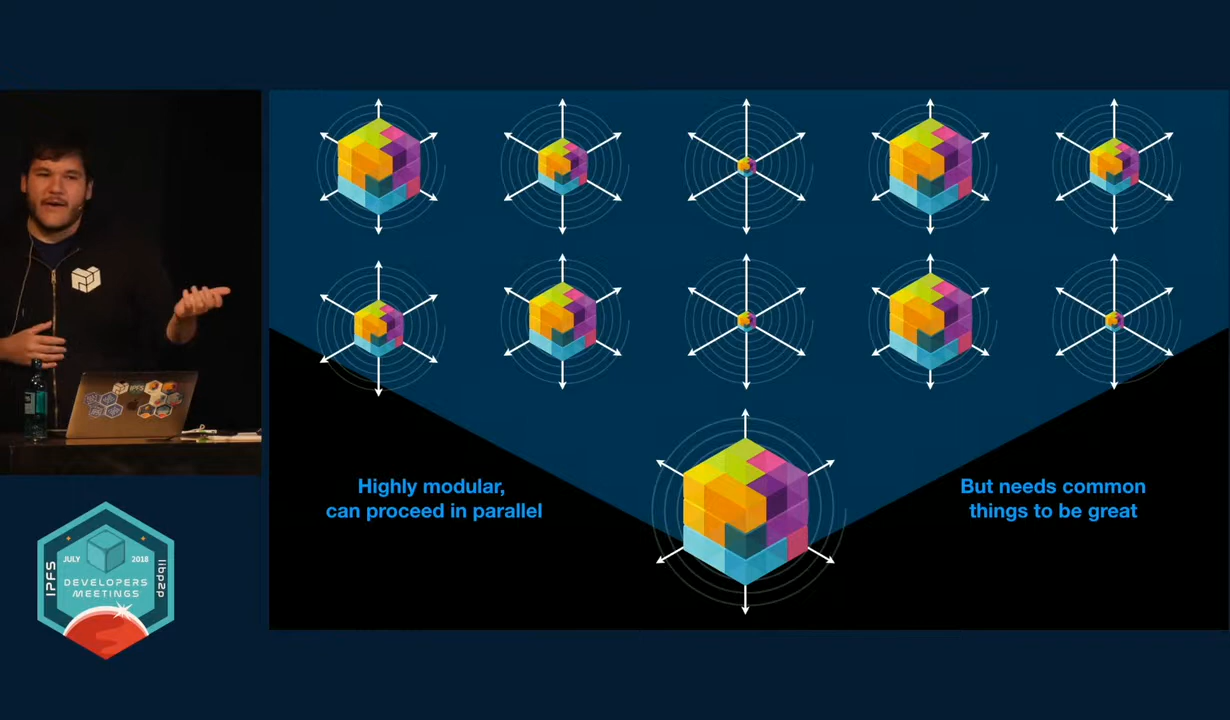 Highly modular,
can proceed in parallel
But needs common
things to be great
JULY 2018
IPFS
libp2p
DEVELOPERS
MEETINGS
IPFS